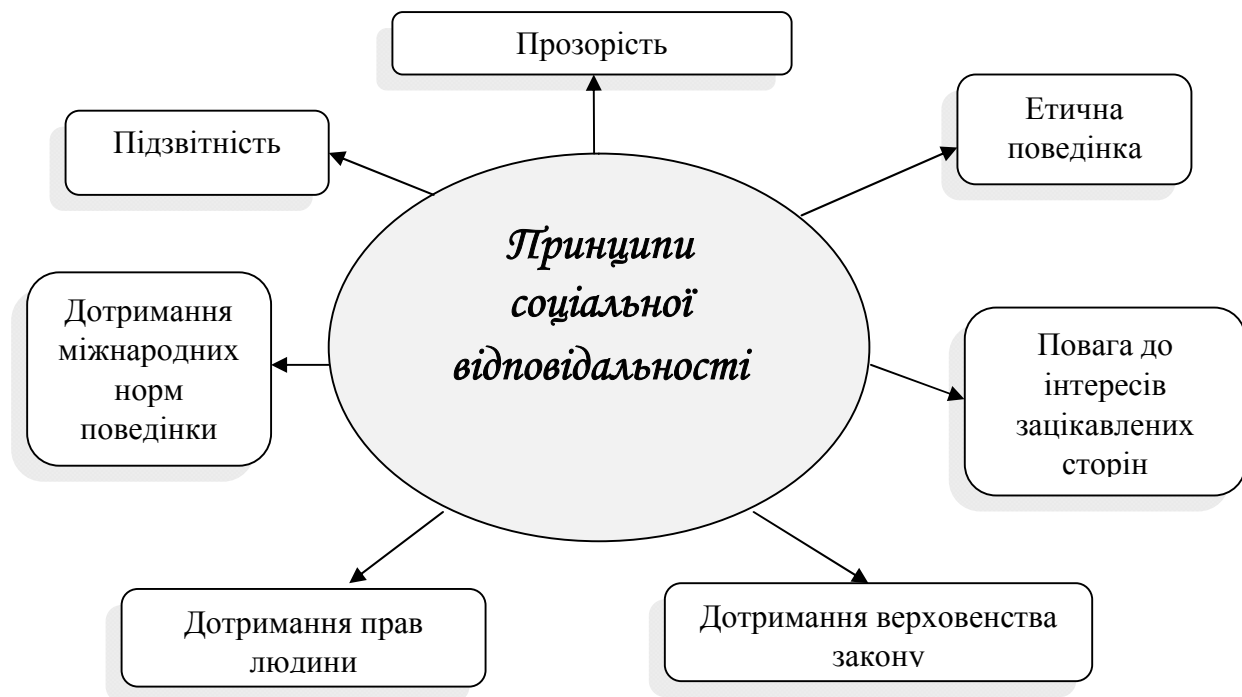 Прозорість
Підзвітність
Етична
поведінка
Принципи
соціальної
відповідальності
Дотримання
міжнародних
норм
поведінки
Повага до
інтересів
зацікавлених
сторін
Дотримання прав
людини
Дотримання верховенства
закону